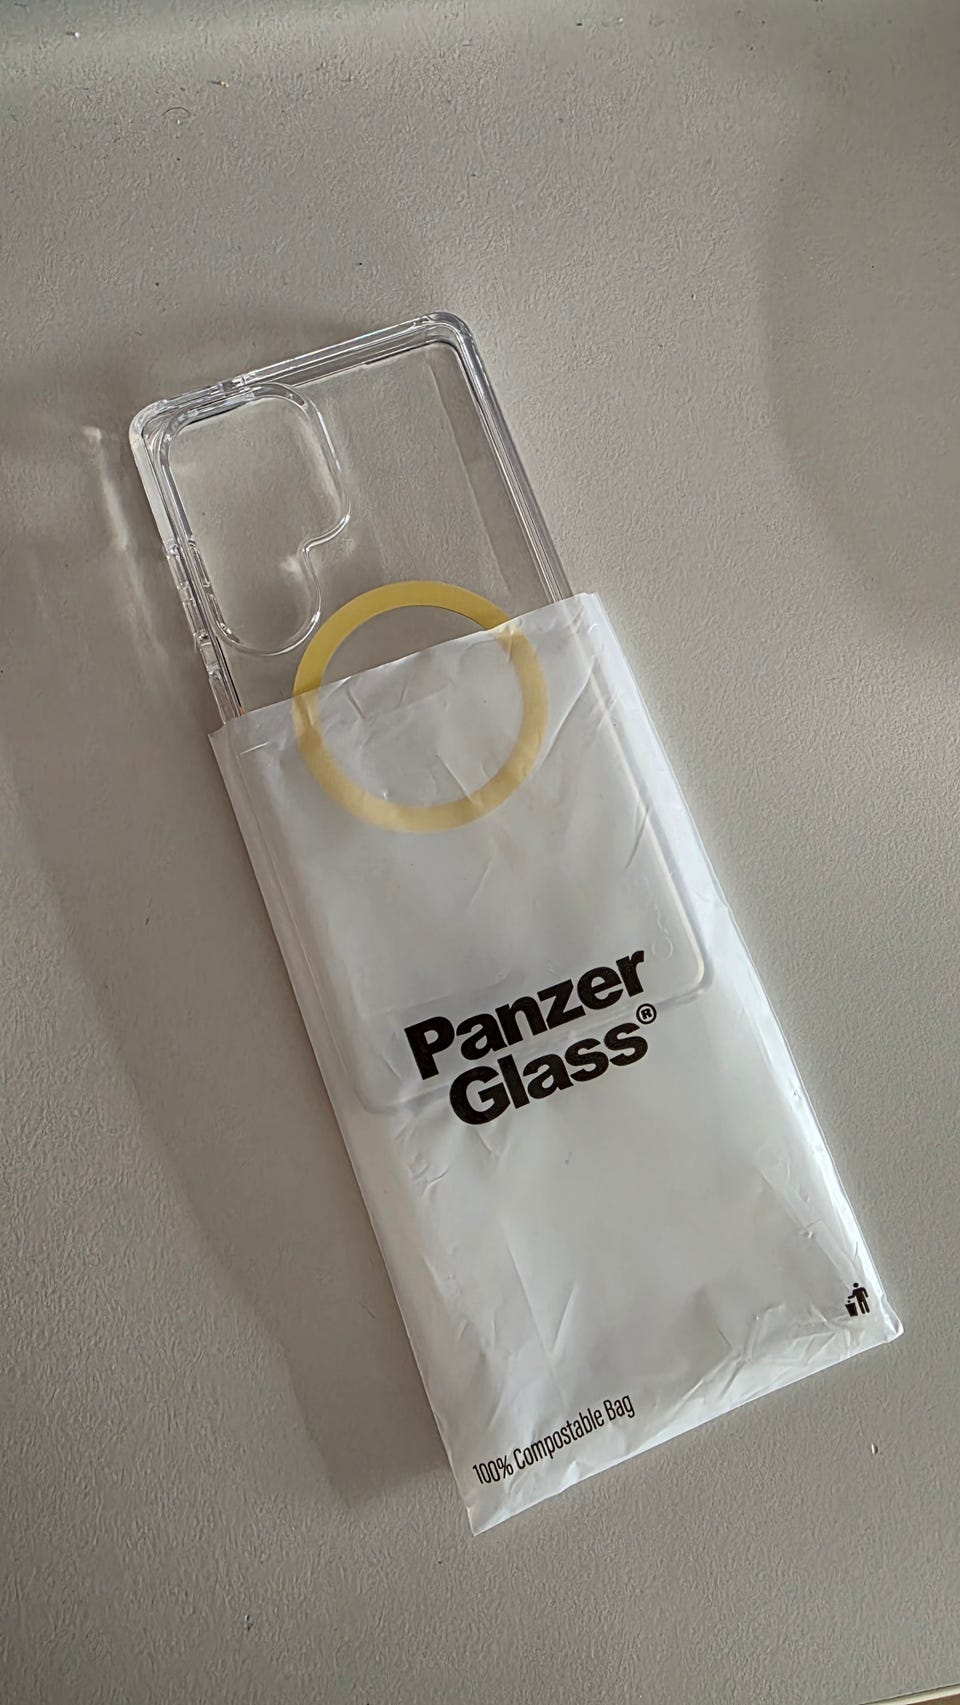 Panzer
Glass®
100% Compostable Bag